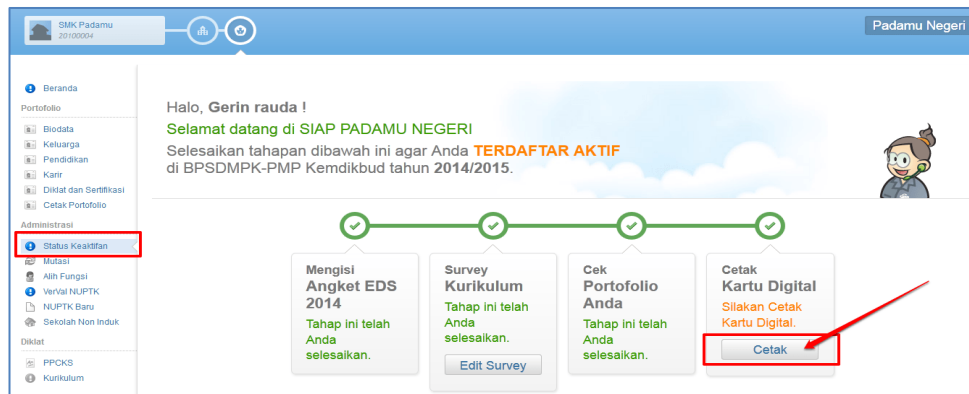 SMK Padamu
20100004
Padamu Negeri
Beranda
Portofolio
Biodata
Keluarga
Pendidikan
Karir
Diklat dan Sertifikasi
Cetak Portofolio
Administrasi
Status Keaktifan
Mutasi
Alih Fungsi
VerVal NUPTK
NUPTK Baru
Sekolah Non Induk
Diklat
PPCKS
Kurikulum
Halo, Gerin rauda !
Selamat datang di SIAP PADAMU NEGERI
Selesaikan tahapan dibawah ini agar Anda TERDAFTAR AKTIF
di BPSDMPK-PMP Kemdikbud tahun 2014/2015.
Mengisi
Angket EDS
2014
Tahap ini telah
Anda
selesaikan.
Survey
Kurikulum
Tahap ini telah
Anda
selesaikan.
Edit Survey
Cek
Portofolio
Anda
Tahap ini telah
Anda
selesaikan.
Cetak
Kartu Digital
Silakan Cetak
Kartu Digital.
Cetak